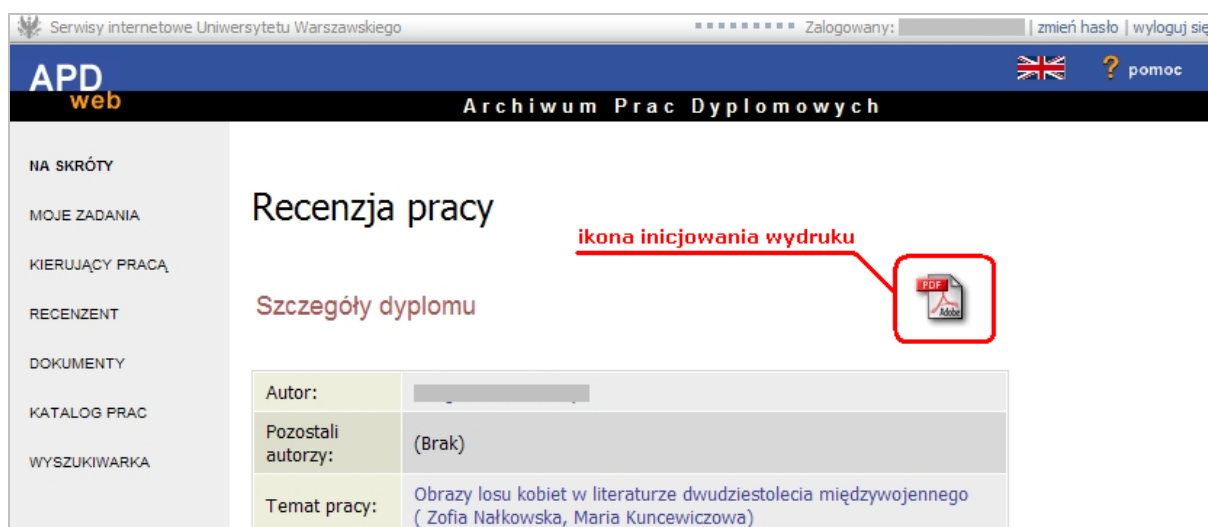 Serwisy internetowe Uniwersytetu Warszawskiego
Zalogowany: | zmień hasło | wyloguj się
APD
web
? pomoc
Archiwum Prac Dyplomowych
NA SKRÓTY
MOJE ZADANIA
KIERUJĄCY PRACĄ
RECENZENT
DOKUMENTY
KATALOG PRAC
WYSZUKIWARKA
Recenzja pracy
ikona inicjowania wydruku
PDF
Adobe
Szczegóły dyplomu
Autor:
Pozostali
autorzy:
(Brak)
Temat pracy:
Obrazy losu kobiet w literaturze dwudziestolecia międzywojennego
( Zofia Nałkowska, Maria Kuncewiczowa)